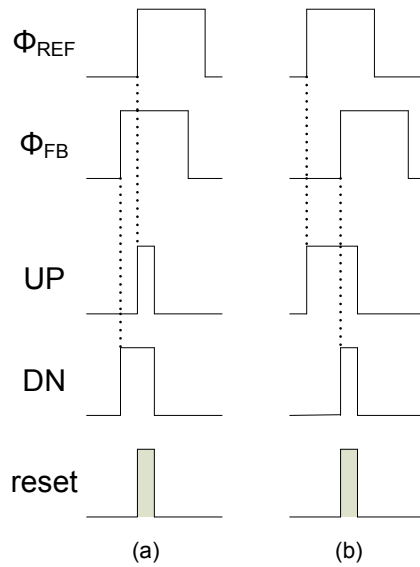 ΦREF
ΦFB
UP
DN
reset
(a) (b)